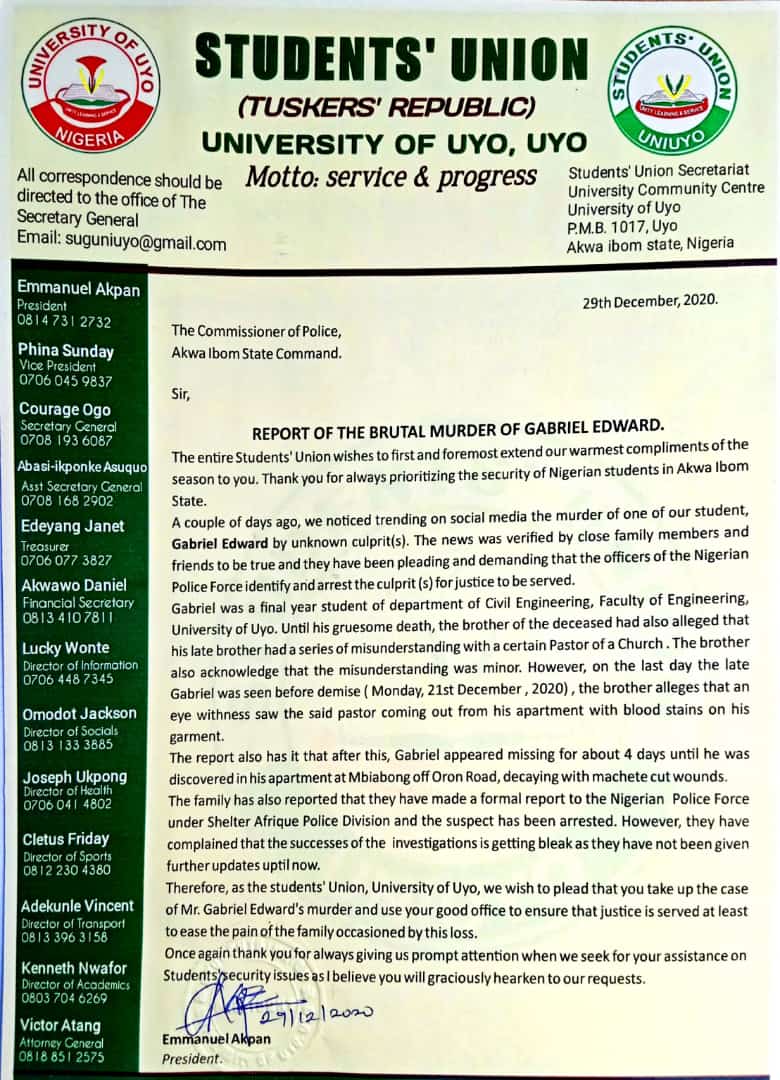 UNIVERSITY OF UYO
UNITY LEARNING & SERVICE
NIGERIA
STUDENTS' UNION
(TUSKERS' REPUBLIC)
UNIVERSITY OF UYO, UYO
Motto: service & progress
STUDENTS' UNION
UNITY LEARNING & SERVICE
UNIUYO
All correspondence should be
directed to the office of The
Secretary General
Email: suguniuyo@gmail.com
Students' Union Secretariat
University Community Centre
University of Uyo
P.M.B. 1017, Uyo
Akwa ibom state, Nigeria
Emmanuel Akpan
President
0814 731 2732
Phina Sunday
Vice President
0706 045 9837
Courage Ogo
Secretary General
0708 193 6087
Abasi-ikponke Asuquo
Asst Secretary General
0708 168 2902
Edeyang Janet
Treasurer
0706 077 3827
Akwawo Daniel
Financial Secretary
0813 410 7811
Lucky Wonte
Director of Information
0706 448 7345
Omodot Jackson
Director of Socials
0813 133 3885
Joseph Ukpong
Director of Health
0706 041 4802
Cletus Friday
Director of Sports
0812 230 4380
Adekunle Vincent
Director of Transport
0813 396 3158
Kenneth Nwafor
Director of Academics
0803 704 6269
Victor Atang
Attorney General
0818 851 2575
29th December, 2020.
The Commissioner of Police,
Akwa Ibom State Command.
Sir,
REPORT OF THE BRUTAL MURDER OF GABRIEL EDWARD.
The entire Students' Union wishes to first and foremost extend our warmest compliments of the
season to you. Thank you for always prioritizing the security of Nigerian students in Akwa Ibom
State.
A couple of days ago, we noticed trending on social media the murder of one of our student,
Gabriel Edward by unknown culprit(s). The news was verified by close family members and
friends to be true and they have been pleading and demanding that the officers of the Nigerian
Police Force identify and arrest the culprit (s) for justice to be served.
Gabriel was a final year student of department of Civil Engineering, Faculty of Engineering,
University of Uyo. Until his gruesome death, the brother of the deceased had also alleged that
his late brother had a series of misunderstanding with a certain Pastor of a Church . The brother
also acknowledge that the misunderstanding was minor. However, on the last day the late
Gabriel was seen before demise ( Monday, 21st December , 2020) , the brother alleges that an
eye withness saw the said pastor coming out from his apartment with blood stains on his
garment.
The report also has it that after this, Gabriel appeared missing for about 4 days until he was
discovered in his apartment at Mbiabong off Oron Road, decaying with machete cut wounds.
The family has also reported that they have made a formal report to the Nigerian Police Force
under Shelter Afrique Police Division and the suspect has been arrested. However, they have
complained that the successes of the investigations is getting bleak as they have not been given
further updates uptil now.
Therefore, as the students' Union, University of Uyo, we wish to plead that you take up the case
of Mr. Gabriel Edward's murder and use your good office to ensure that justice is served at least
to ease the pain of the family occasioned by this loss.
Once again thank you for always giving us prompt attention when we seek for your assistance on
Students' security issues as I believe you will graciously hearken to our requests.
29/12/2020
Emmanuel Akpan
President.